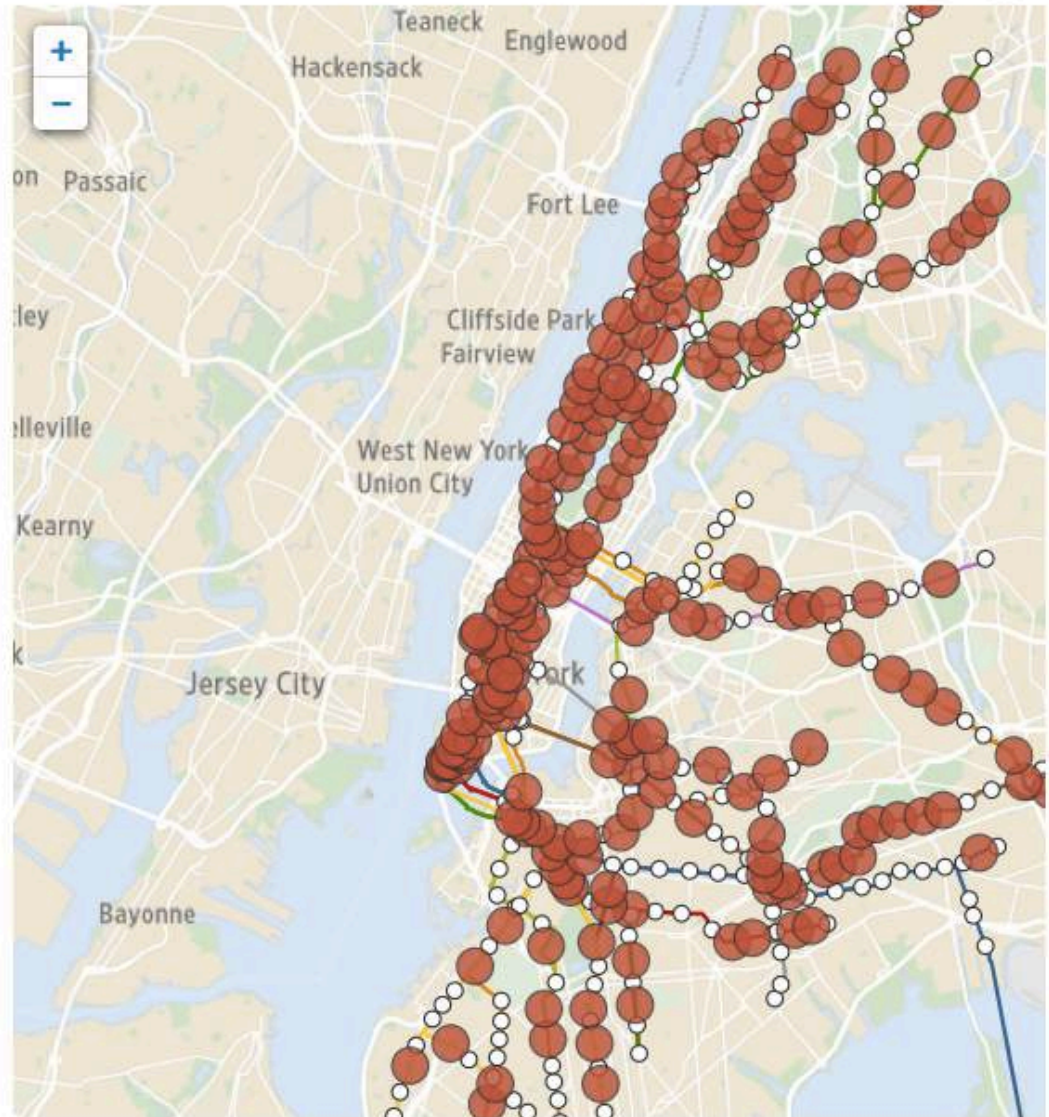 +
Teaneck
Englewood
Hackensack
−
on
Passaic
Fort Lee
ley
Cliffside Park
Fairview
elleville
West New York
Union City
Kearny
k
Jersey City
ork
Bayonne